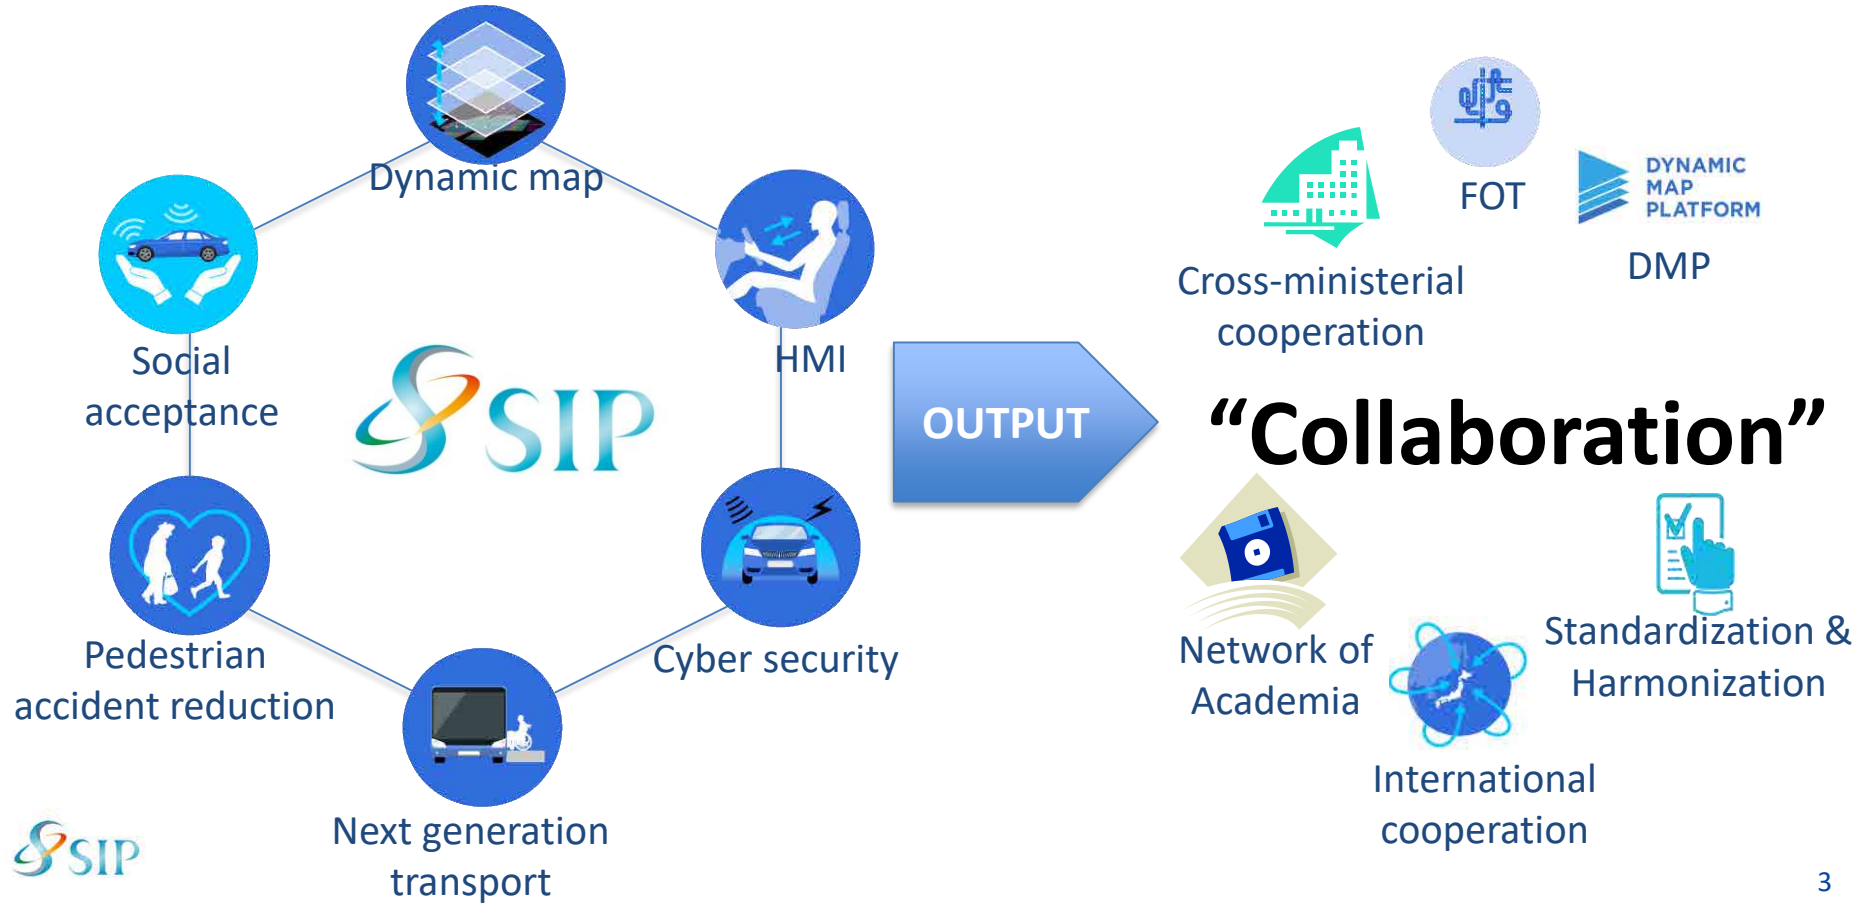 Dynamic map
Social
acceptance
HMI
SIP
Pedestrian
accident reduction
Cyber security
Next generation
transport
OUTPUT
FOT
DYNAMIC
MAP
PLATFORM
DMP
Cross-ministerial
cooperation
“Collaboration”
Network of
Academia
Standardization &
Harmonization
International
cooperation
SIP
3